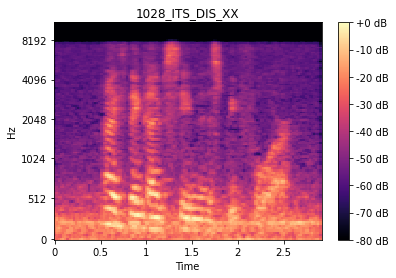 1028_ITS_DIS_XX
Hz
8192
4096
2048
1024
512
0
0 0.5 1 1.5 2 2.5
Time
+0 dB
-10 dB
-20 dB
-30 dB
-40 dB
-50 dB
-60 dB
-70 dB
-80 dB